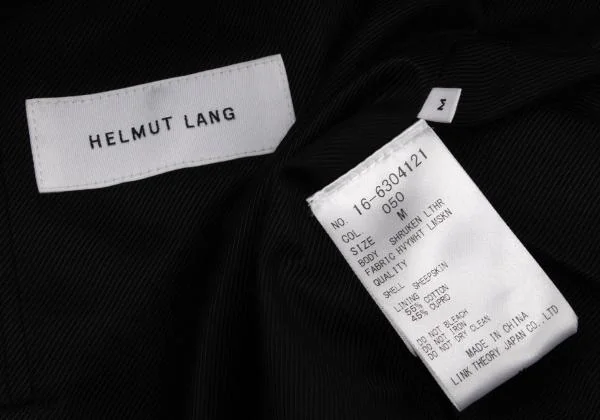 HELMUT LANG
M
NO. 16-6304121
COL. 050
SIZE M
BODY SHRUKEN LTHR
FABRIC HVYWHT LMSKN
QUALITY
SHELL SHEEPSKIN
LINING
55% COTTON
45% CUPRO
DO NOT BLEACH
DO NOT IRON
DO NOT DRY CLEAN
MADE IN CHINA
LINK THEORY JAPAN CO., LTD